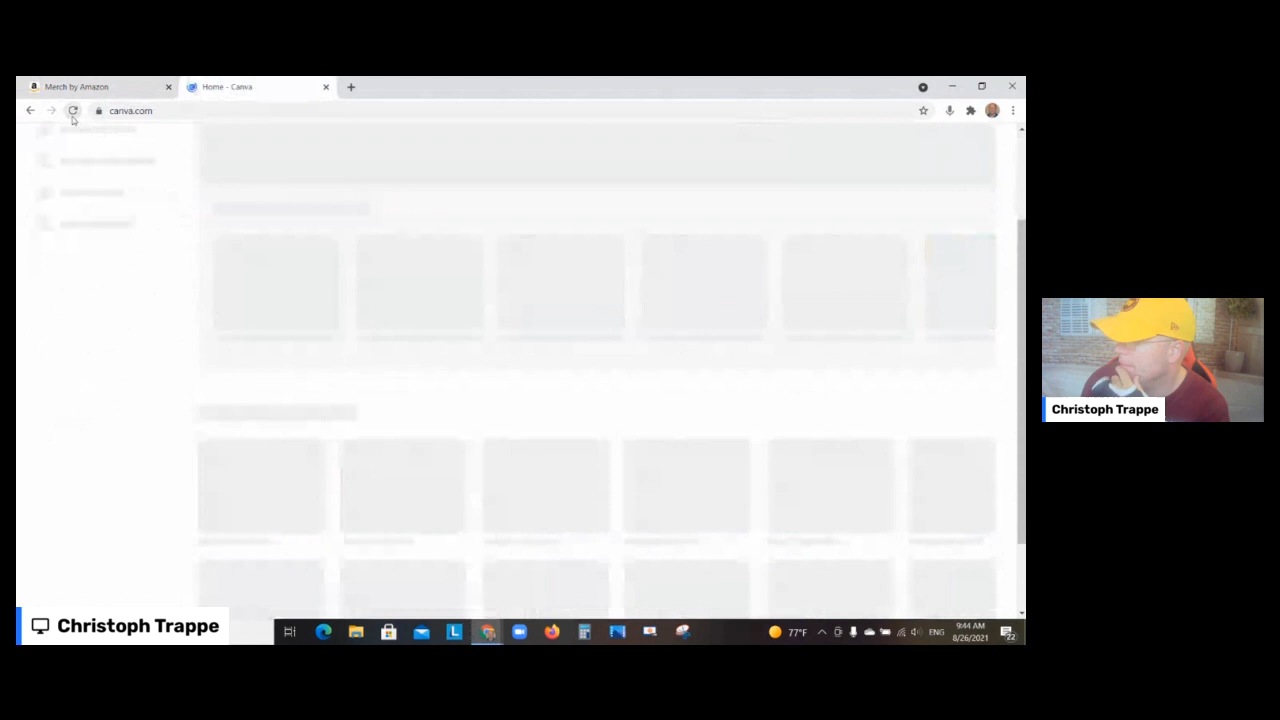 Merch by Amazon
Home - Canva
canva.com
Christoph Trappe
Christoph Trappe
77°F
ENG
9:44 AM
8/26/2021
22